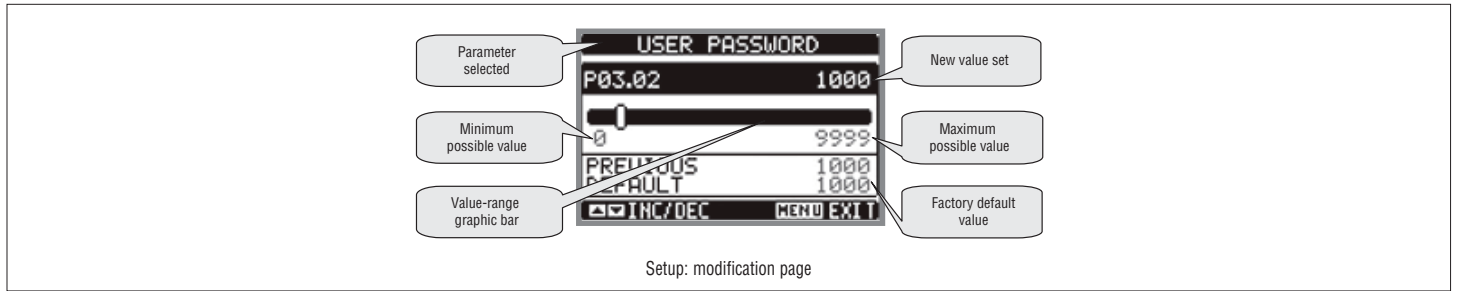 Parameter
selected
USER PASSWORD
New value set
P03.02 1000
Minimum
possible value
0 9999
Maximum
possible value
PREVIOUS 1000
DEFAULT 1000
Value-range
graphic bar
Factory default
value
INC/DEC MENU EXIT
Setup: modification page